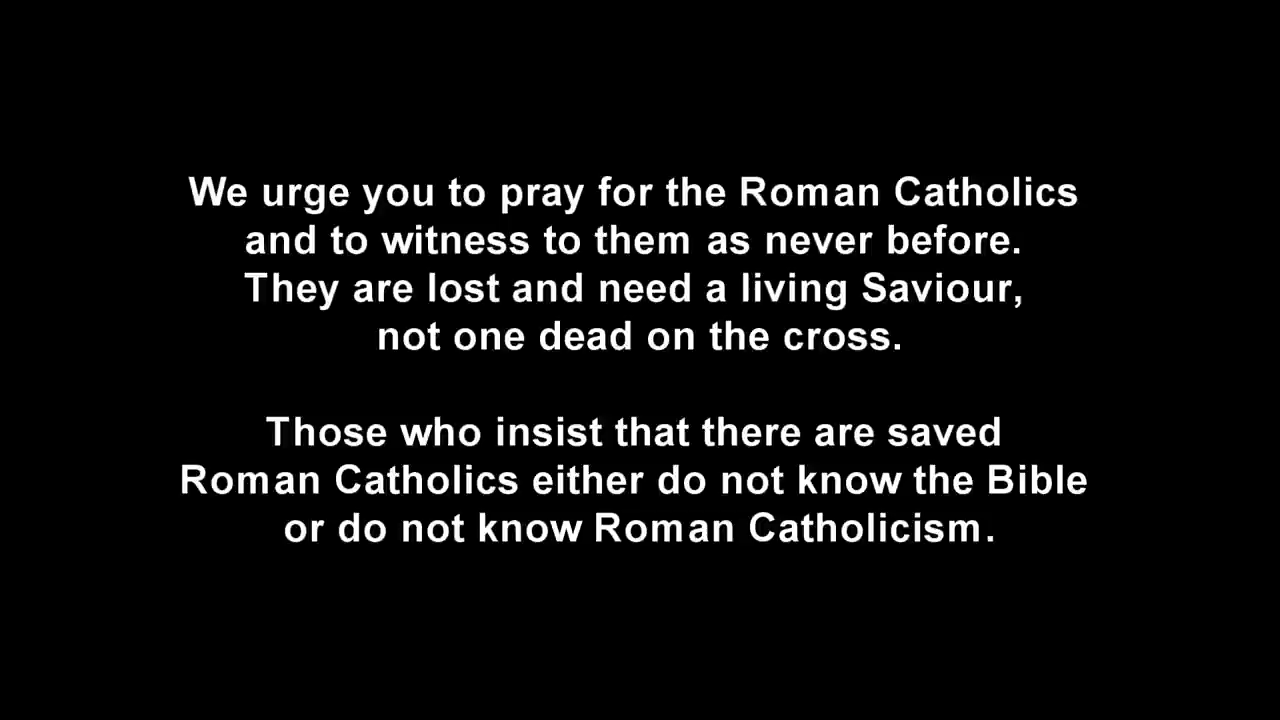 We urge you to pray for the Roman Catholics
and to witness to them as never before.
They are lost and need a living Saviour,
not one dead on the cross.
Those who insist that there are saved
Roman Catholics either do not know the Bible
or do not know Roman Catholicism.